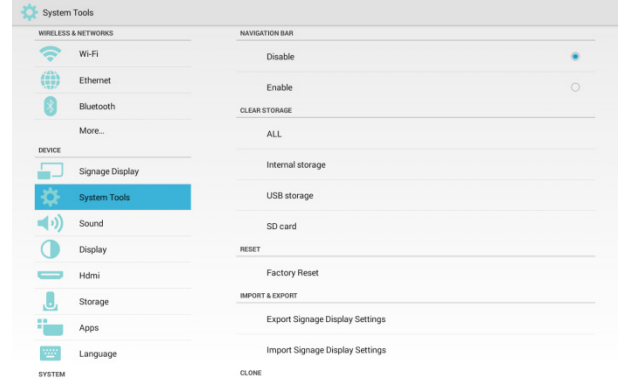 System Tools
WIRELESS & NETWORKS
Wi-Fi
Ethernet
Bluetooth
More...
DEVICE
Signage Display
System Tools
Sound
Display
Hdmi
Storage
Apps
Language
SYSTEM
NAVIGATION BAR
Disable
Enable
CLEAR STORAGE
ALL
Internal storage
USB storage
SD card
RESET
Factory Reset
IMPORT & EXPORT
Export Signage Display Settings
Import Signage Display Settings
CLONE